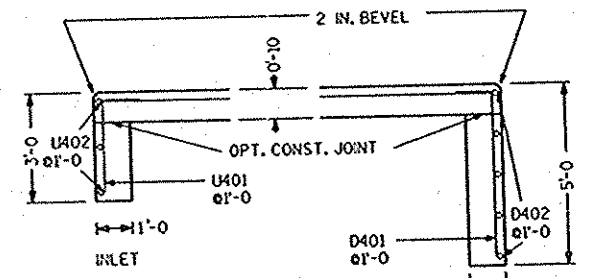 2 IN. BEVEL
0'-10
3'-0
U402
@1'-0
OPT. CONST. JOINT
U401
@1'-0
5'-0
1'-0
D402
@1'-0
D401
@1'-0
INLET